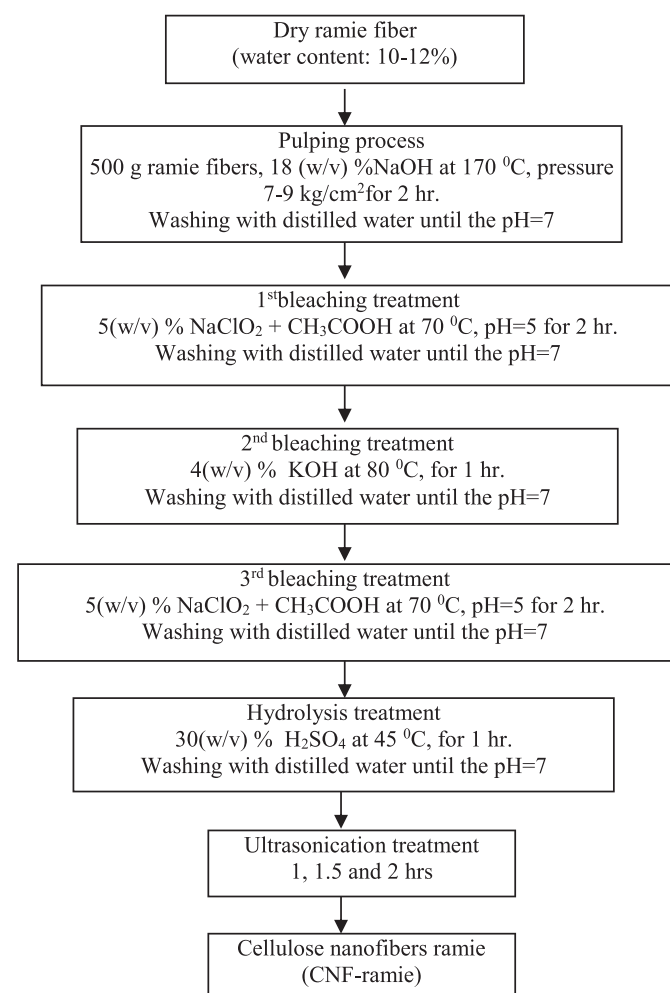 Dry ramie fiber
(water content: 10-12%)
Pulping process
500 g ramie fibers, 18 (w/v) %NaOH at 170 ⁰C, pressure
7-9 kg/cm²for 2 hr.
Washing with distilled water until the pH=7
1ˢᵗbleaching treatment
5(w/v) % NaClO₂ + CH₃COOH at 70 ⁰C, pH=5 for 2 hr.
Washing with distilled water until the pH=7
2ⁿᵈ bleaching treatment
4(w/v) % KOH at 80 ⁰C, for 1 hr.
Washing with distilled water until the pH=7
3ʳᵈ bleaching treatment
5(w/v) % NaClO₂ + CH₃COOH at 70 ⁰C, pH=5 for 2 hr.
Washing with distilled water until the pH=7
Hydrolysis treatment
30(w/v) % H₂SO₄ at 45 ⁰C, for 1 hr.
Washing with distilled water until the pH=7
Ultrasonication treatment
1, 1.5 and 2 hrs
Cellulose nanofibers ramie
(CNF-ramie)